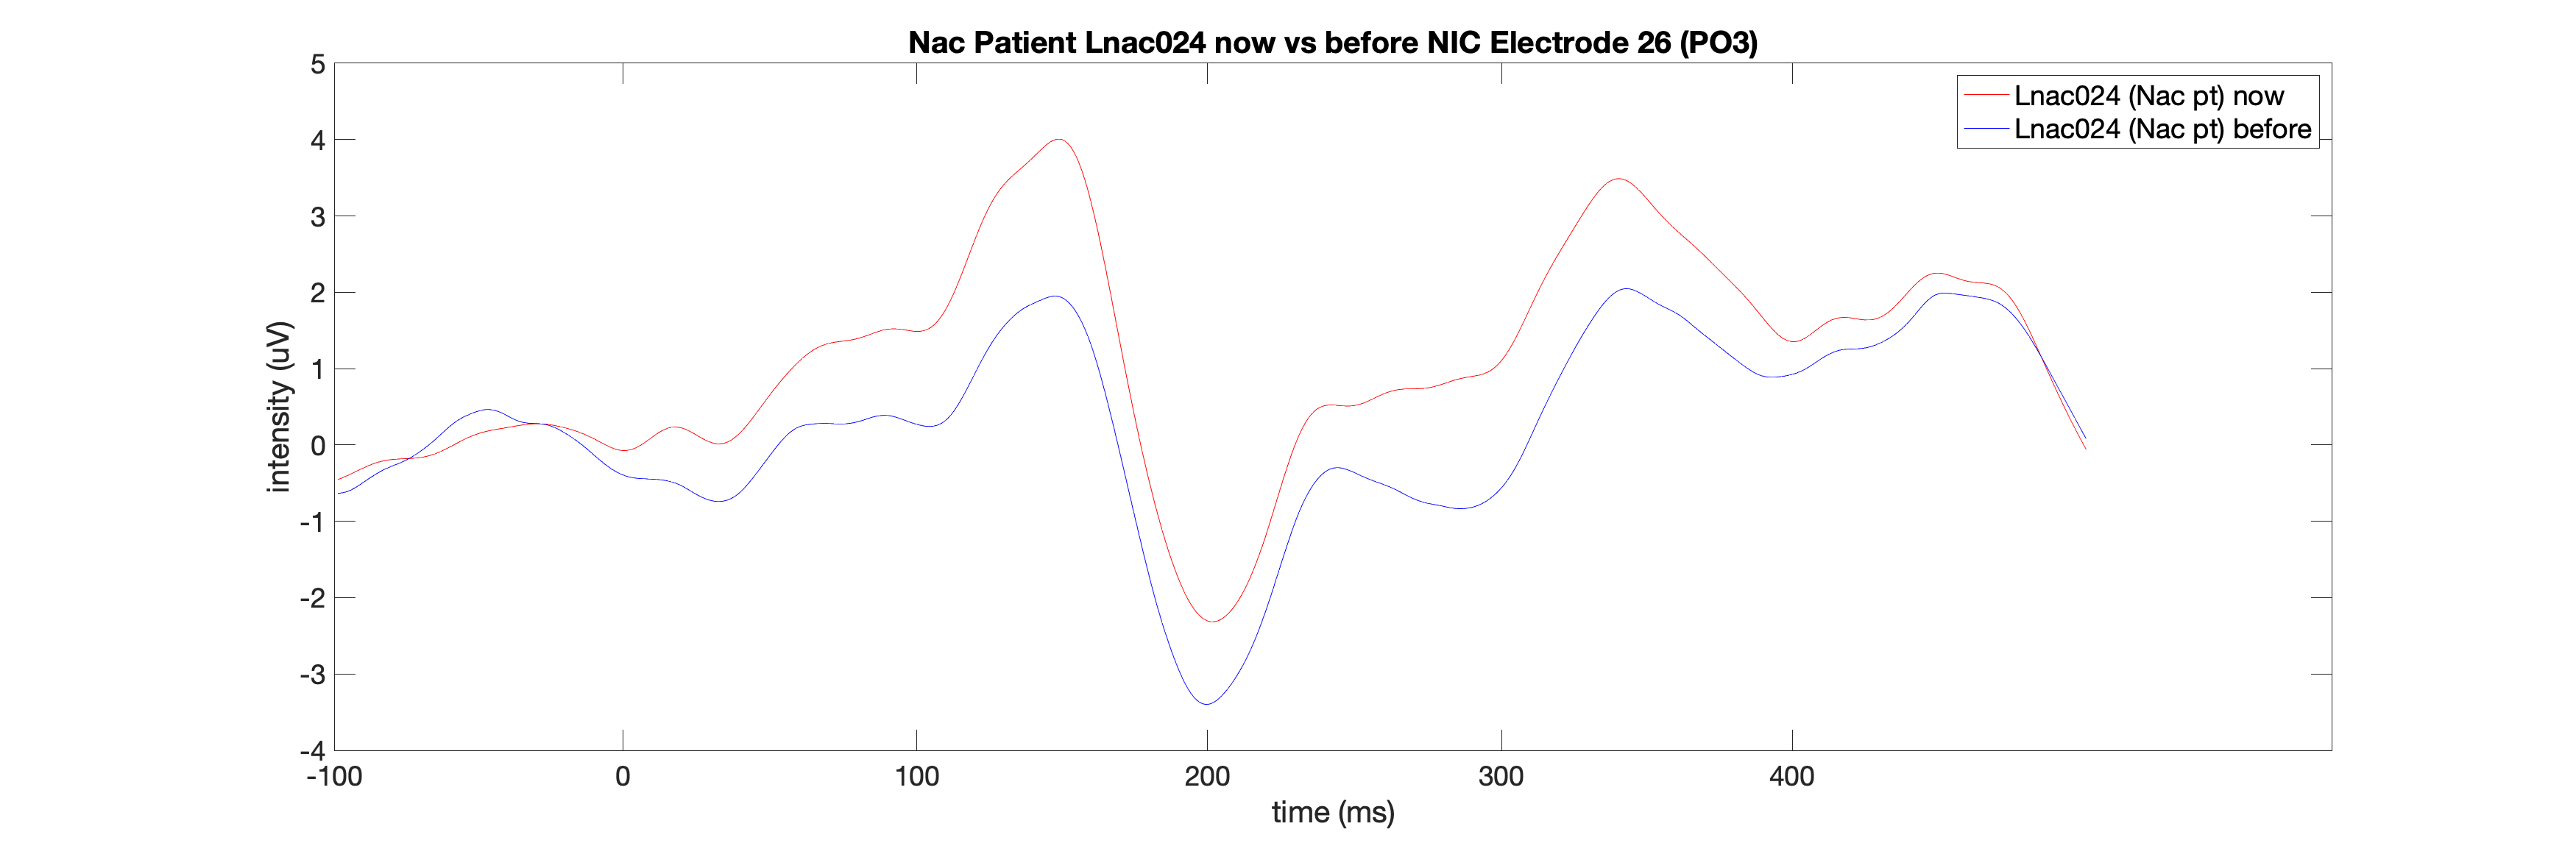 Nac Patient Lnac024 now vs before NIC Electrode 26 (PO3)
Lnac024 (Nac pt) now
Lnac024 (Nac pt) before
intensity (uV)
5
4
3
2
1
0
-1
-2
-3
-4
-100 0 100 200 300 400
time (ms)